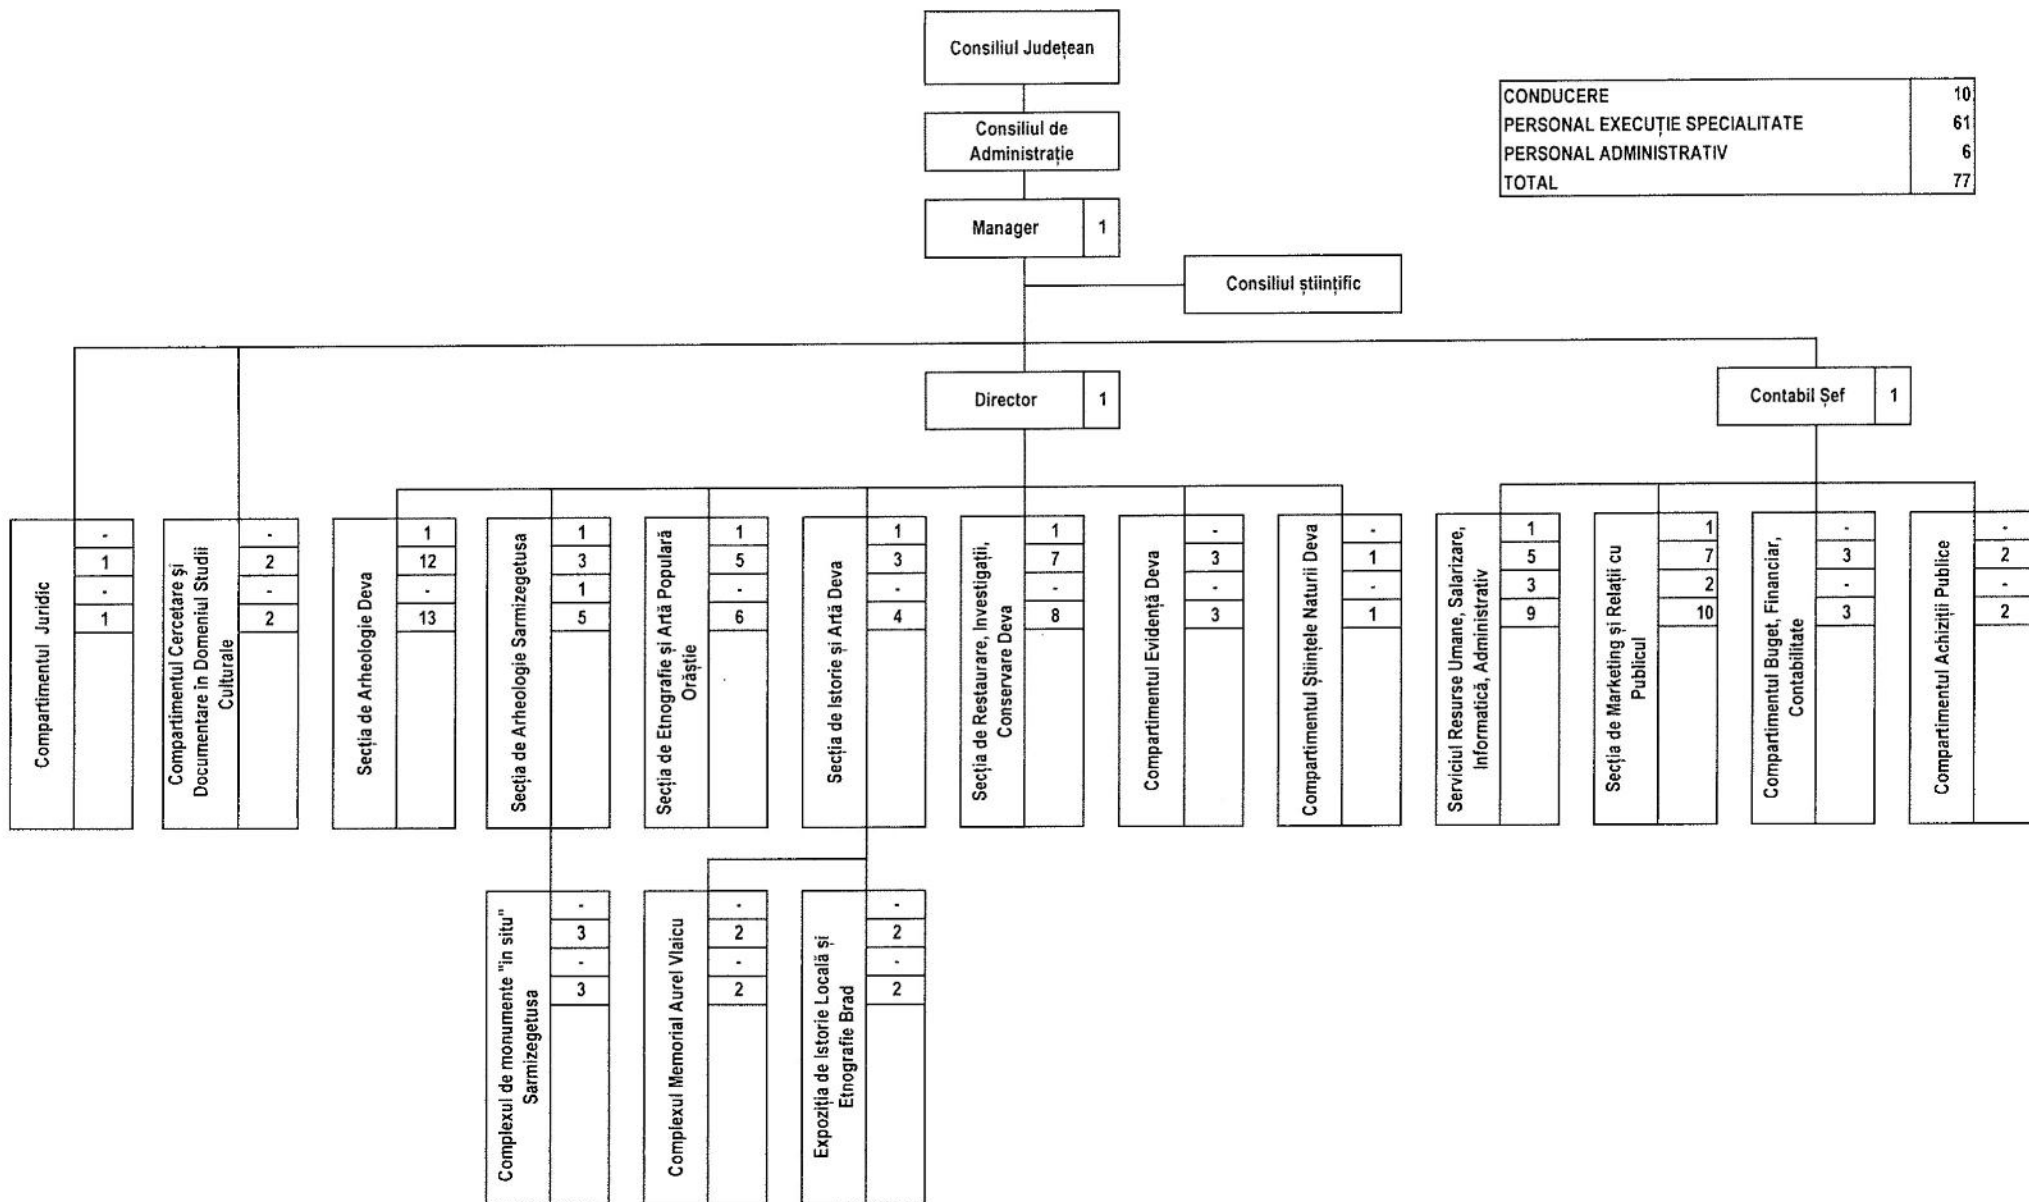 Consiliul Județean
Consiliul de
Administrație
Manager 1
Consiliul științific
CONDUCERE 10
PERSONAL EXECUȚIE SPECIALITATE 61
PERSONAL ADMINISTRATIV 6
TOTAL 77
Director 1
Contabil Șef 1
Compartimentul Juridic
-
1
-
1
Compartimentul Cercetare și
Documentare în Domeniul Studii
Culturale
-
2
-
2
Secția de Arheologie Deva
1
12
-
13
Secția de Arheologie Sarmizegetusa
1
3
1
5
Secția de Etnografie și Artă Populară
Orăștie
1
5
-
6
Secția de Istorie și Artă Deva
1
3
-
4
Secția de Restaurare, Investigații,
Conservare Deva
1
7
-
8
Compartimentul Evidență Deva
-
3
-
3
Compartimentul Științele Naturii Deva
-
1
-
1
Serviciul Resurse Umane, Salarizare,
Informatică, Administrativ
1
5
3
9
Secția de Marketing și Relații cu
Publicul
1
7
2
10
Compartimentul Buget, Financiar,
Contabilitate
-
3
-
3
Compartimentul Achiziții Publice
-
2
-
2
Complexul de monumente "in situ"
Sarmizegetusa
-
3
-
3
Complexul Memorial Aurel Vlaicu
-
2
-
2
Expoziția de Istorie Locală și
Etnografie Brad
-
2
-
2